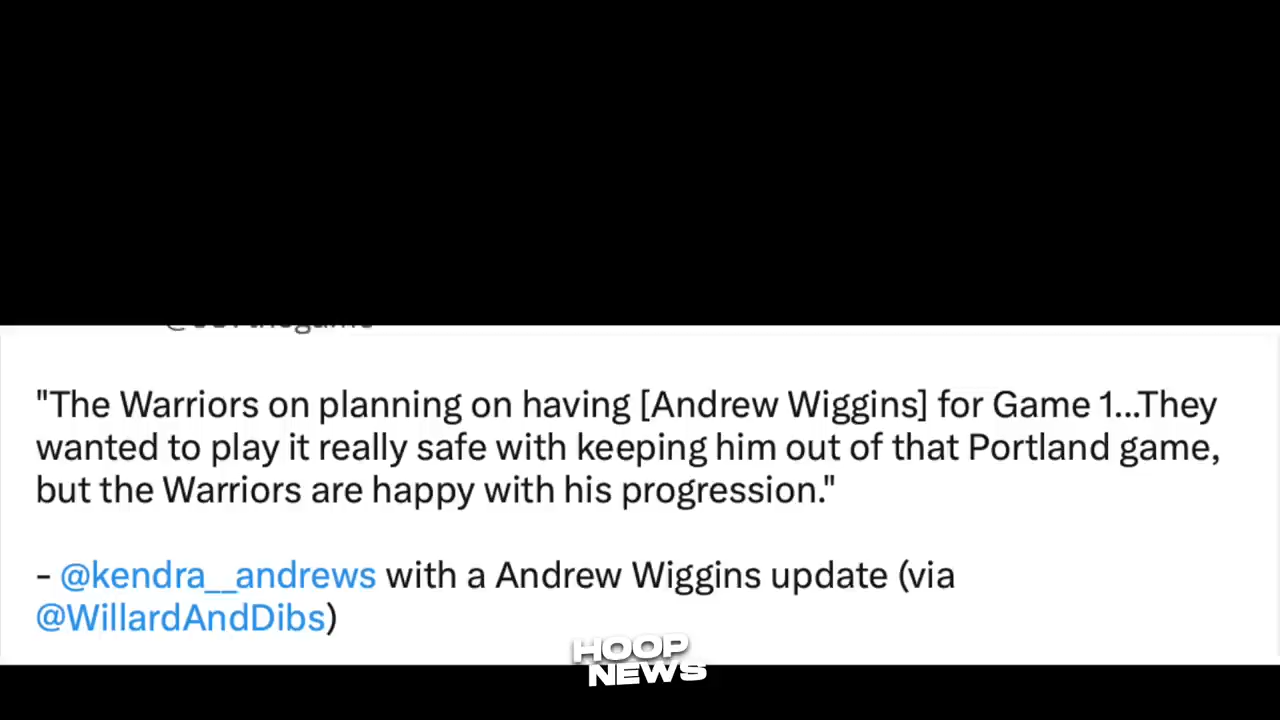 "The Warriors on planning on having [Andrew Wiggins] for Game 1...They
wanted to play it really safe with keeping him out of that Portland game,
but the Warriors are happy with his progression."
- @kendra__andrews with a Andrew Wiggins update (via
@WillardAndDibs)
HOOP
NEWS